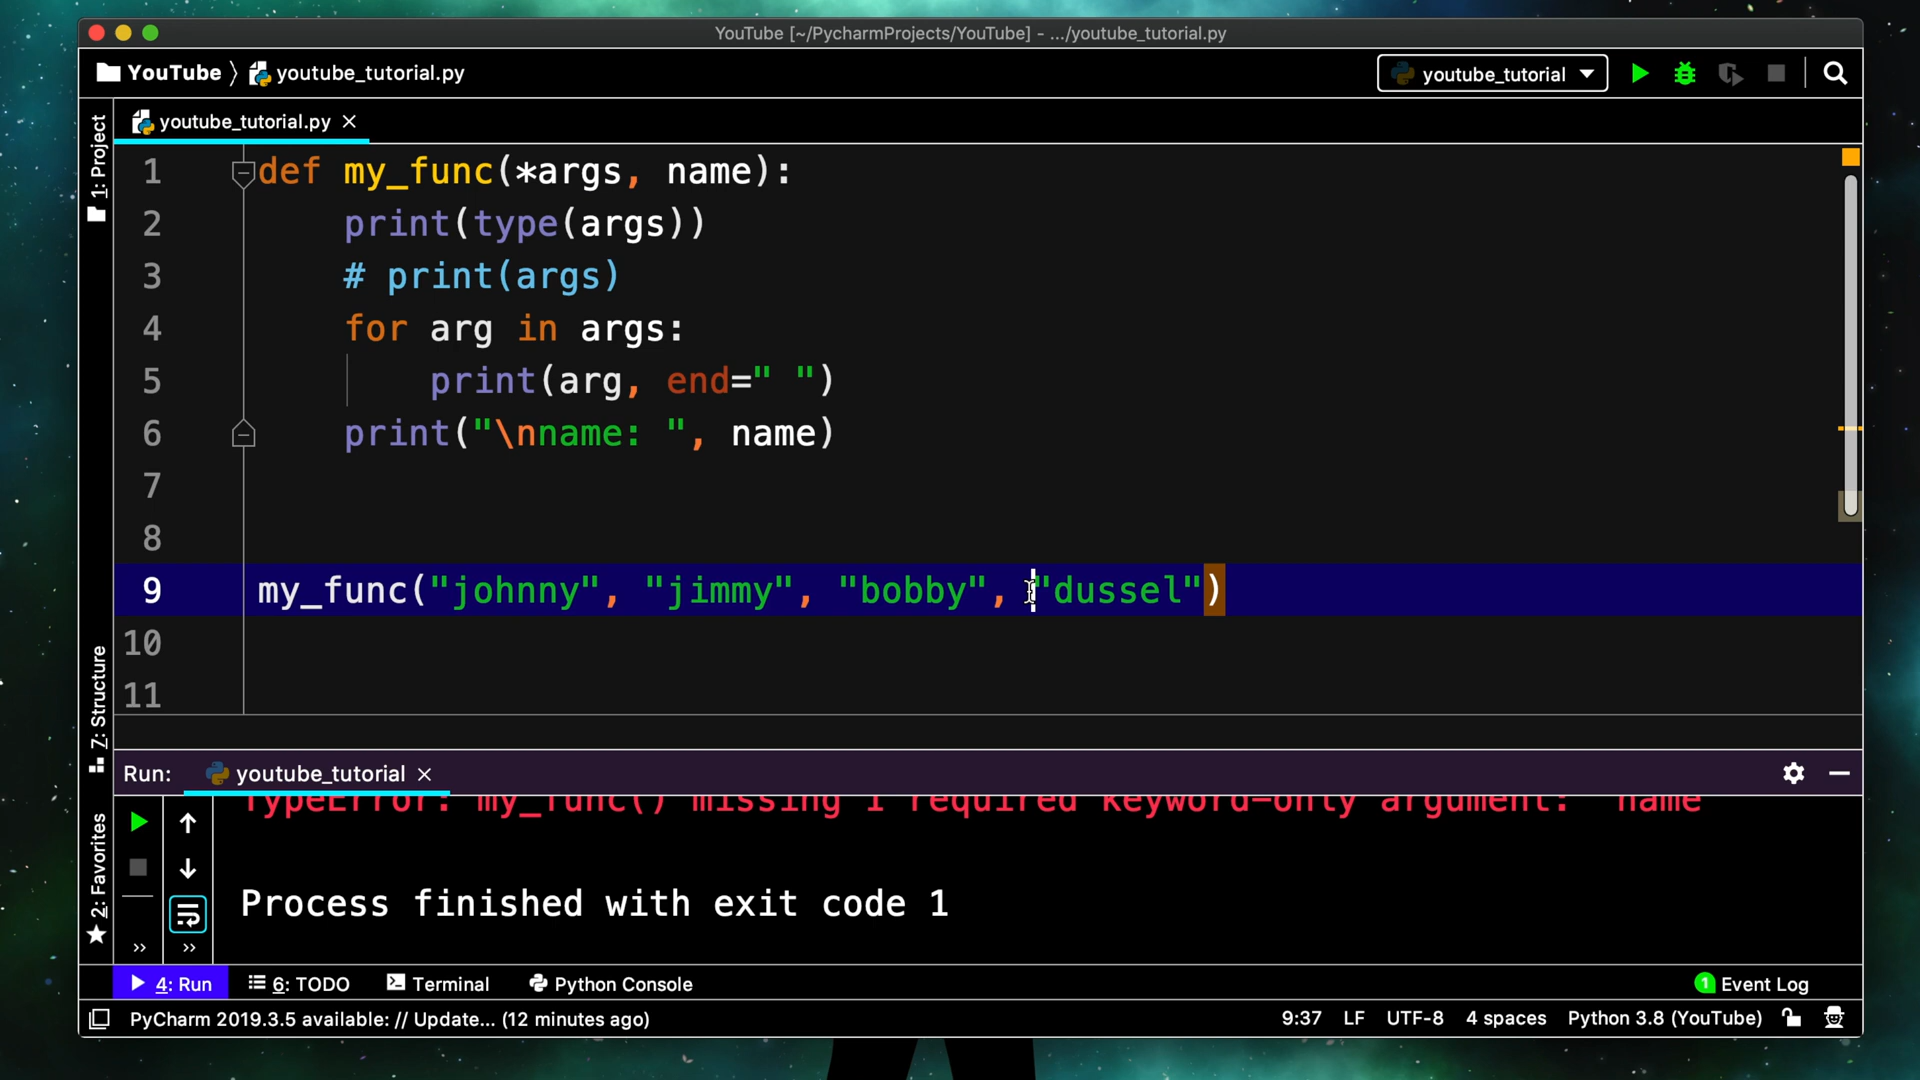 YouTube [~/PycharmProjects/YouTube] - .../youtube_tutorial.py
YouTube 〉 youtube_tutorial.py
youtube_tutorial
youtube_tutorial.py ×
1: Project
1 def my_func(*args, name):
2 print(type(args))
3 # print(args)
4 for arg in args:
5 print(arg, end=" ")
6 print("\nname: ", name)
7
8
9 my_func("johnny", "jimmy", "bobby", "dussel")
10
11
7: Structure
Run: youtube_tutorial ×
TypeError: my_func() missing 1 required keyword-only argument: 'name'
Process finished with exit code 1
2: Favorites
» »
4: Run 6: TODO Terminal Python Console 1 Event Log
PyCharm 2019.3.5 available: // Update... (12 minutes ago) 9:37 LF UTF-8 4 spaces Python 3.8 (YouTube)